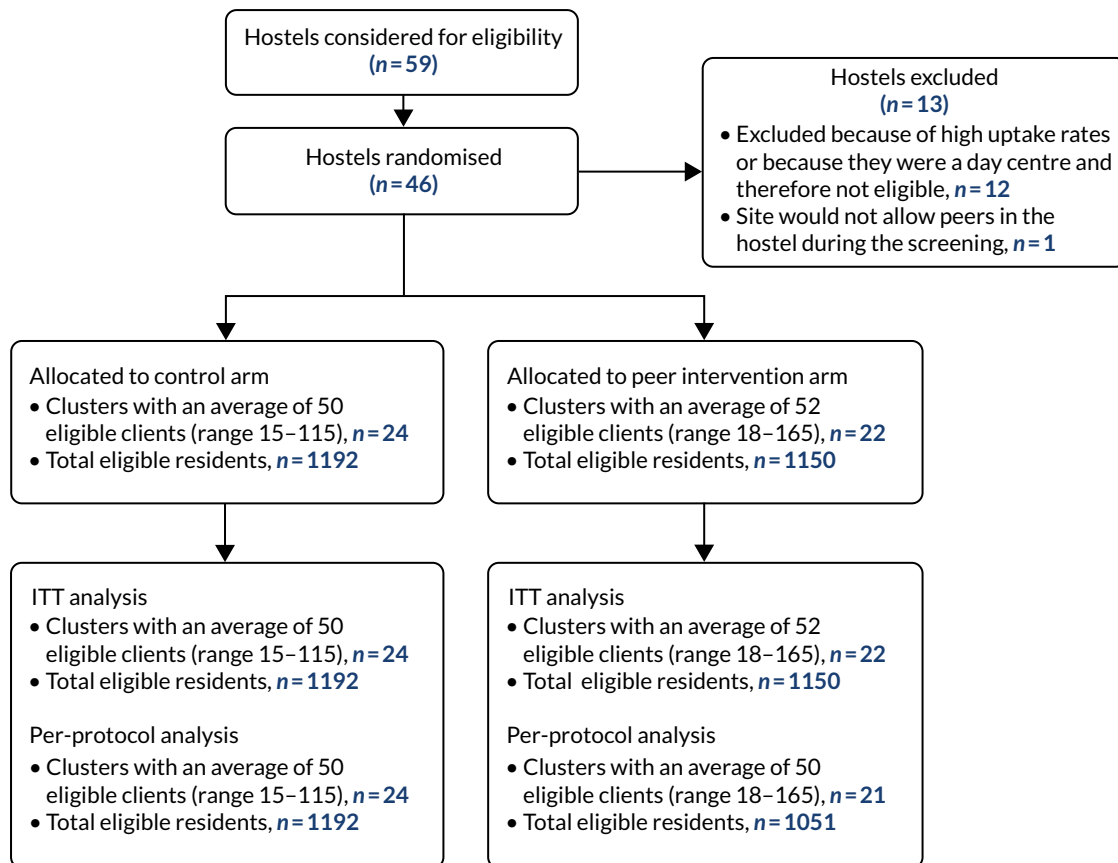 Hostels considered for eligibility
(n=59)
Hostels excluded
(n=13)
• Excluded because of high uptake rates
or because they were a day centre and
therefore not eligible, n=12
• Site would not allow peers in the
hostel during the screening, n=1
Hostels randomised
(n=46)
Allocated to control arm
• Clusters with an average of 50
eligible clients (range 15–115), n=24
• Total eligible residents, n=1192
Allocated to peer intervention arm
• Clusters with an average of 52
eligible clients (range 18–165), n=22
• Total eligible residents, n=1150
ITT analysis
• Clusters with an average of 50
eligible clients (range 15–115), n=24
• Total eligible residents, n=1192
Per-protocol analysis
• Clusters with an average of 50
eligible clients (range 15–115), n=24
• Total eligible residents, n=1192
ITT analysis
• Clusters with an average of 52
eligible clients (range 18–165), n=22
• Total eligible residents, n=1150
Per-protocol analysis
• Clusters with an average of 50
eligible clients (range 18–165), n=21
• Total eligible residents, n=1051